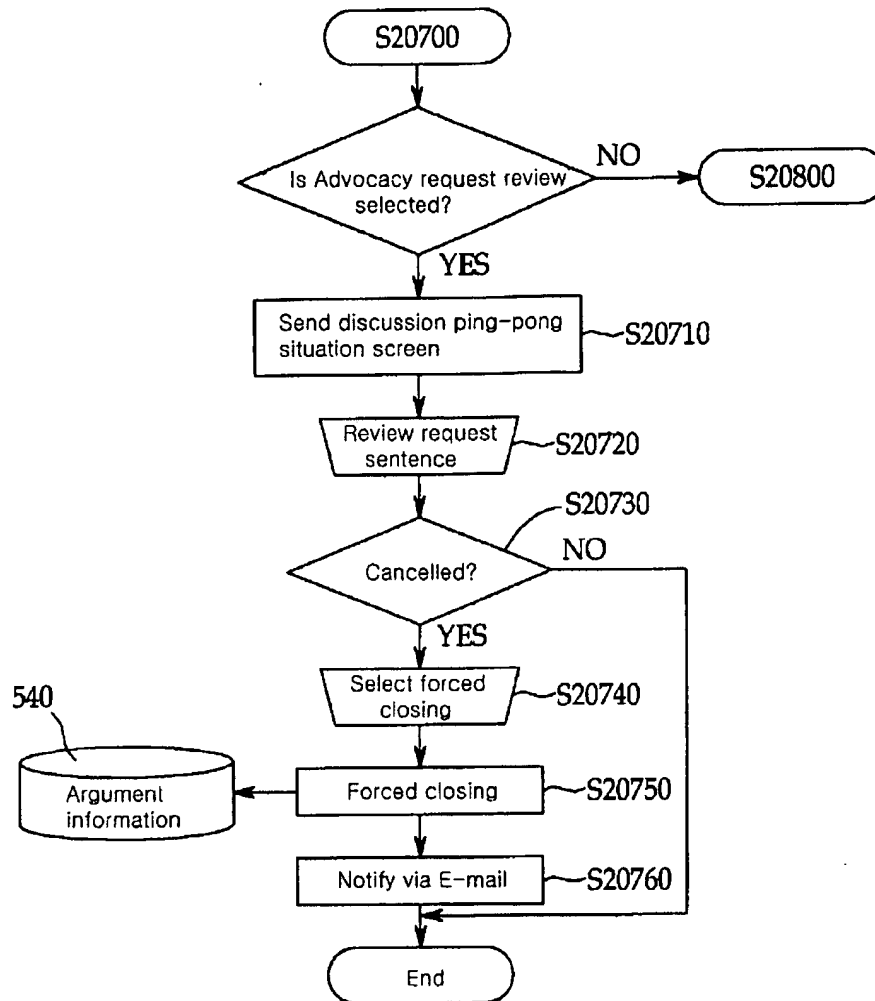 S20700
Is Advocacy request review
selected?
NO
S20800
YES
Send discussion ping-pong
situation screen
S20710
Review request
sentence
S20720
S20730
Cancelled?
NO
YES
Select forced
closing
S20740
540
Argument
information
Forced closing
S20750
Notify via E-mail
S20760
End